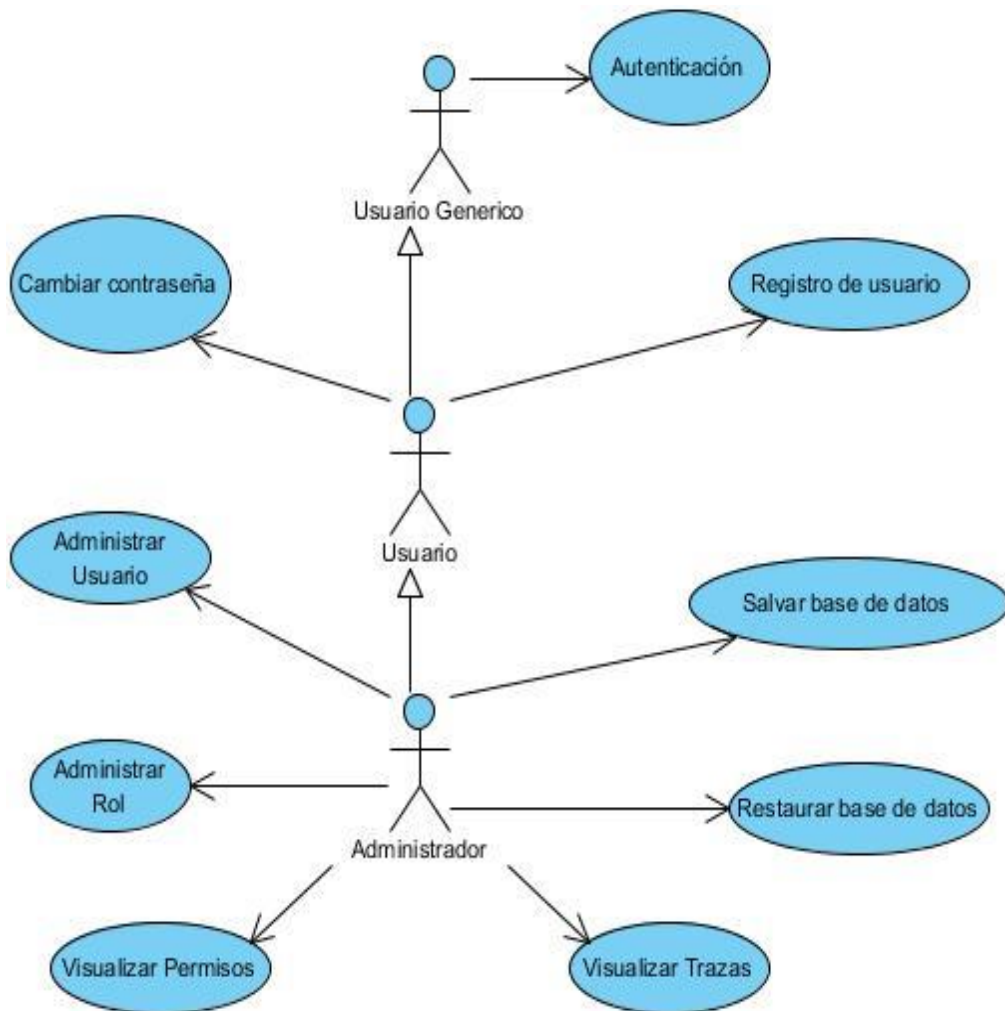 Autenticación
Usuario Generico
Cambiar contraseña
Registro de usuario
Usuario
Administrar
Usuario
Salvar base de datos
Administrar
Rol
Restaurar base de datos
Administrador
Visualizar Permisos
Visualizar Trazas